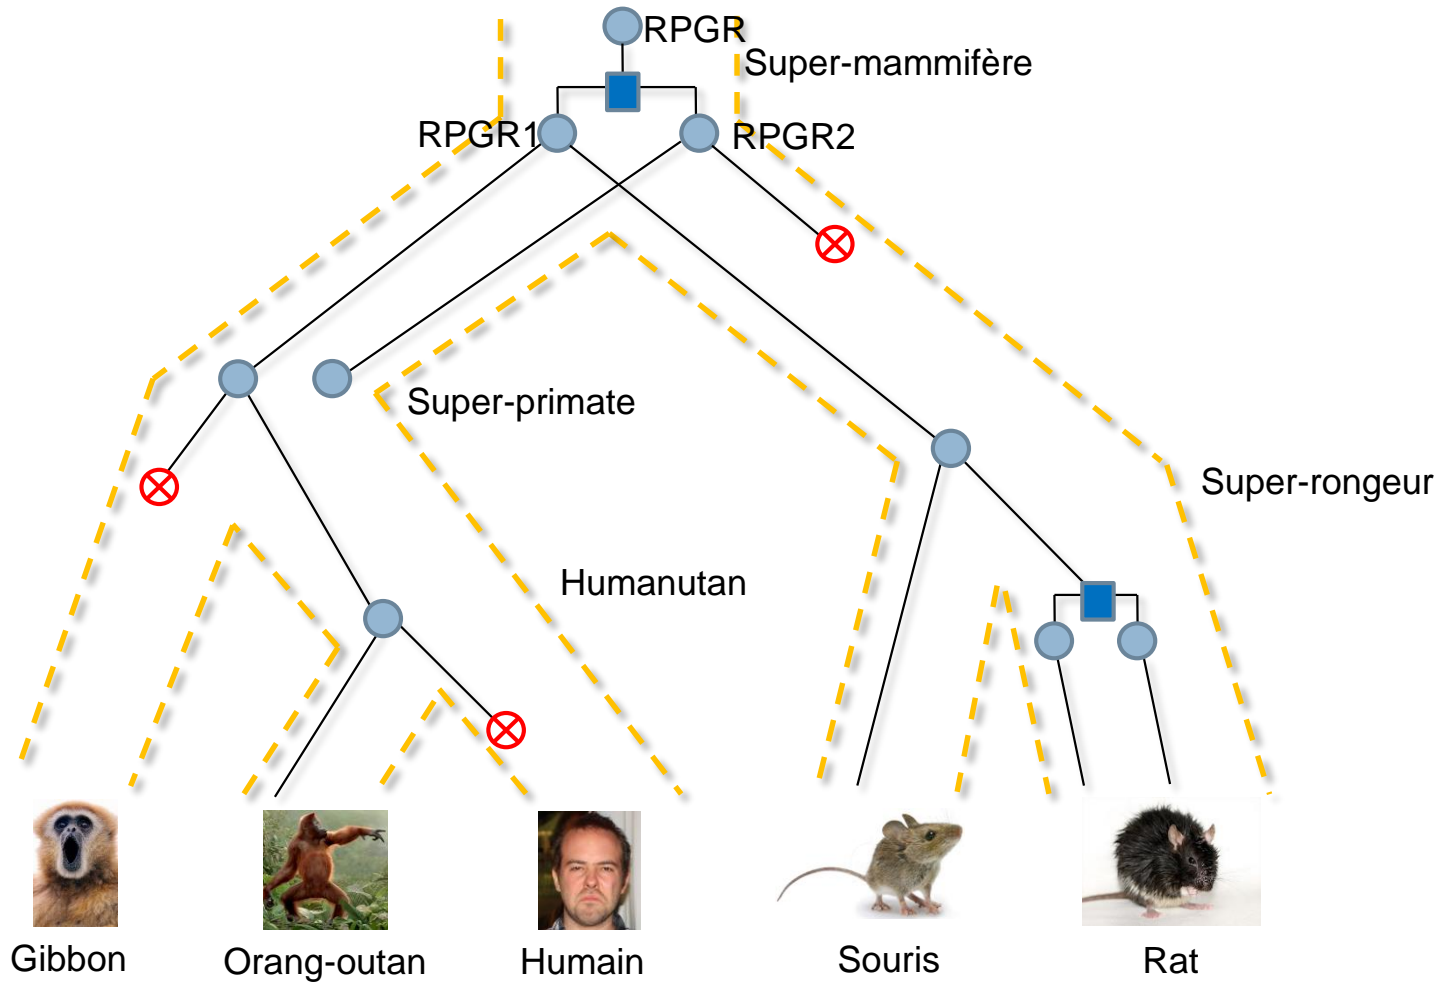 RPGR
Super-mammifère
RPGR1
RPGR2
Super-primate
Super-rongeur
Humanutan
Gibbon
Orang-outan
Humain
Souris
Rat